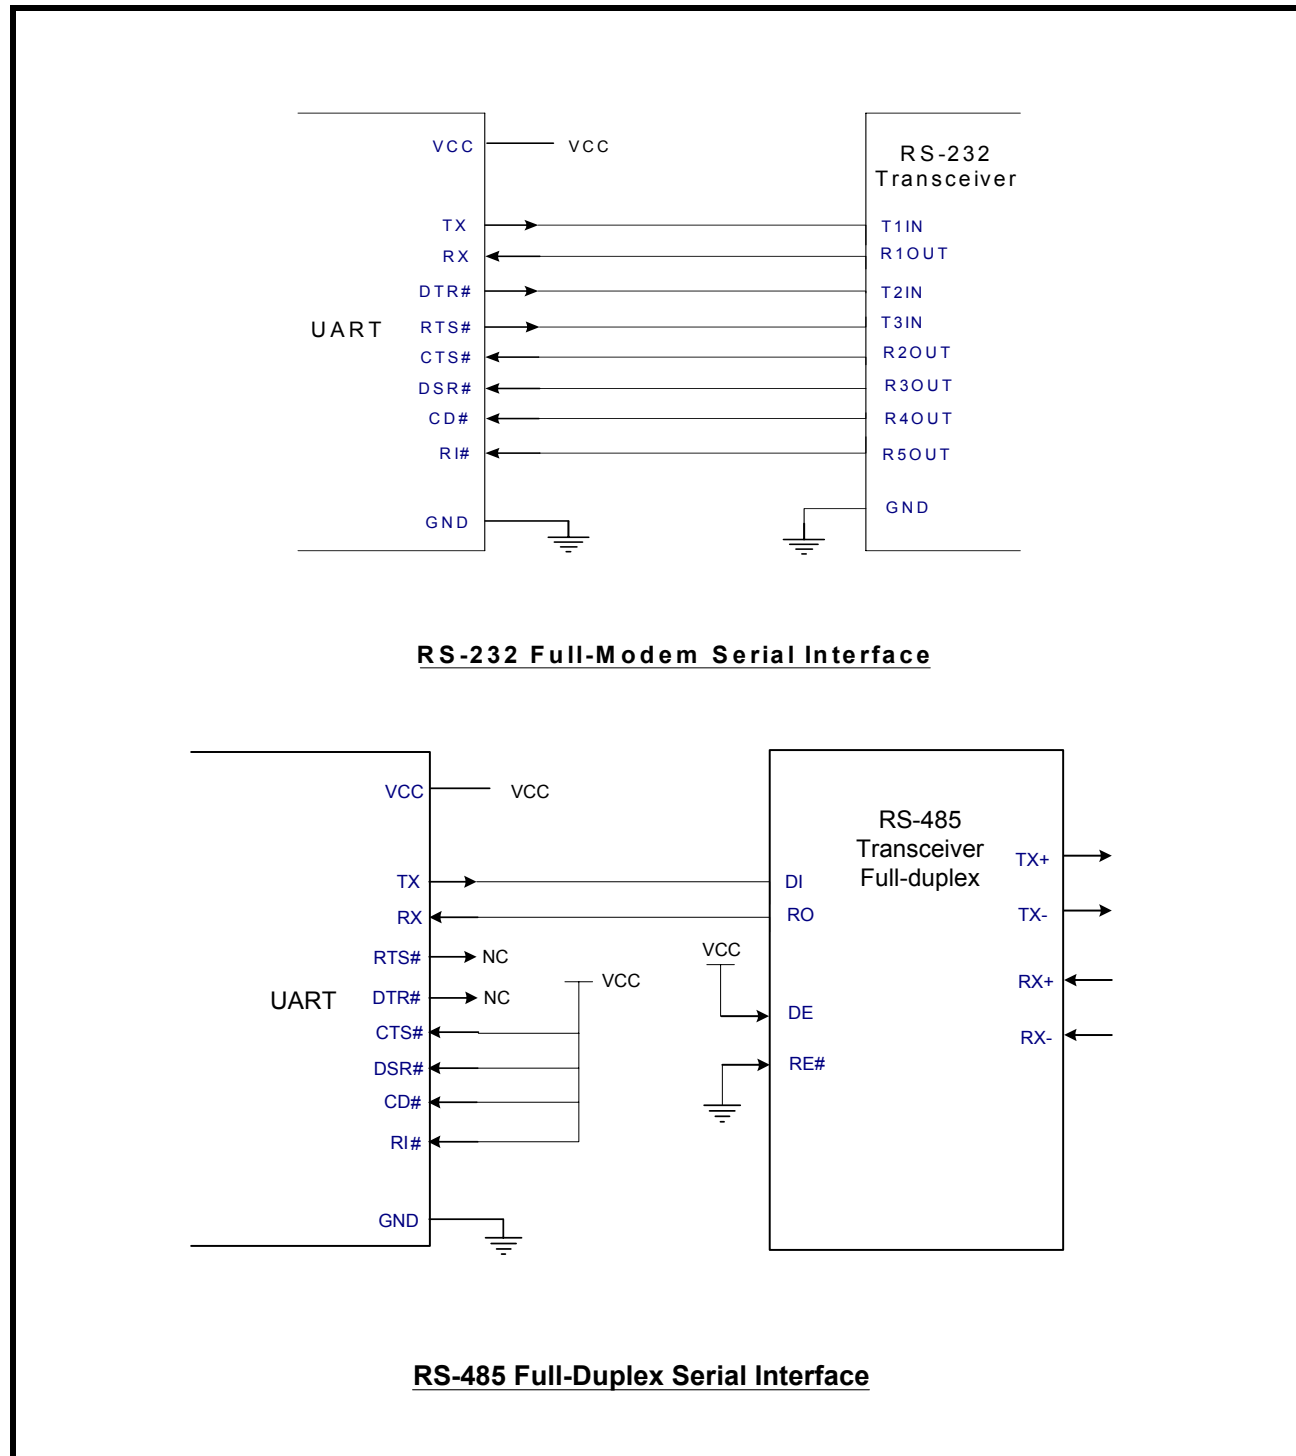 VCC VCC
RS-232
Transceiver
TX T1IN
RX R1OUT
DTR# T2IN
UART RTS# T3IN
CTS# R2OUT
DSR# R3OUT
CD# R4OUT
RI# R5OUT
GND GND
RS-232 Full-Modem Serial Interface
VCC VCC
RS-485
Transceiver
Full-duplex
TX+
TX DI
RX RO TX-
RTS# NC VCC
UART DTR# NC VCC RX+
CTS# DE RX-
DSR# RE#
CD#
RI#
GND
RS-485 Full-Duplex Serial Interface